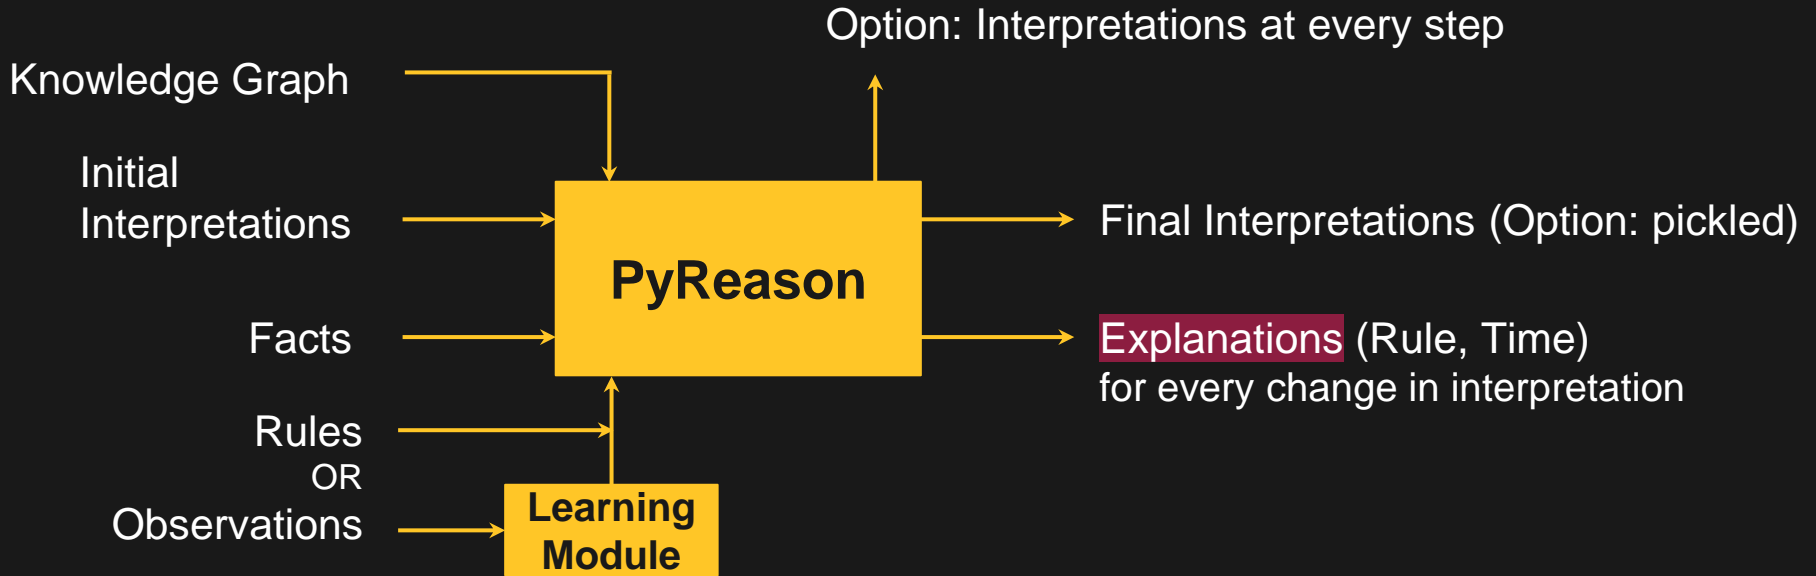 Option: Interpretations at every step
Knowledge Graph
Initial
Interpretations
Facts
Rules
OR
Observations
PyReason
Learning
Module
Final Interpretations (Option: pickled)
Explanations (Rule, Time)
for every change in interpretation